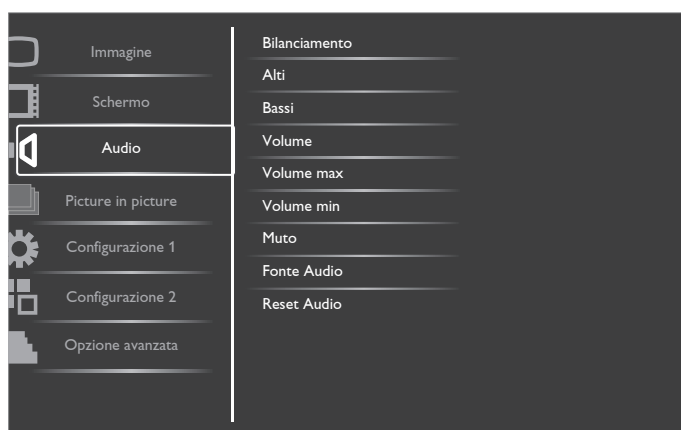 Immagine
Schermo
Audio
Picture in picture
Configurazione 1
Configurazione 2
Opzione avanzata
Bilanciamento
Alti
Bassi
Volume
Volume max
Volume min
Muto
Fonte Audio
Reset Audio